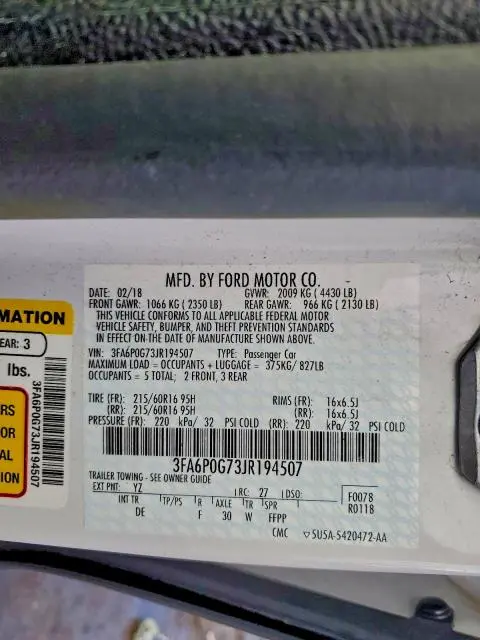 MFD. BY FORD MOTOR CO.
DATE: 02/18 GVWR: 2009 KG ( 4430 LB)
FRONT GAWR: 1066 KG ( 2350 LB) REAR GAWR: 966 KG ( 2130 LB)
THIS VEHICLE CONFORMS TO ALL APPLICABLE FEDERAL MOTOR
VEHICLE SAFETY, BUMPER, AND THEFT PREVENTION STANDARDS
IN EFFECT ON THE DATE OF MANUFACTURE SHOWN ABOVE.
VIN: 3FA6P0G73JR194507 TYPE: Passenger Car
MAXIMUM LOAD = OCCUPANTS + LUGGAGE = 375KG/ 827LB
OCCUPANTS = 5 TOTAL; 2 FRONT, 3 REAR
TIRE (FR): 215/60R16 95H RIMS (FR): 16x6.5J
(RR): 215/60R16 95H (RR): 16x6.5J
PRESSURE (FR): 220 kPa/ 32 PSI COLD (RR): 220 kPa/ 32 PSI COLD
3FA6P0G73JR194507
TRAILER TOWING - SEE OWNER GUIDE
EXT PNT: YZ RC: 27 DSO: F0078
INT TR TP/PS R AXLE TR SPR R0118
DE F 30 W FFPP
CMC ▽5U5A-5420472-AA
MATION
EAR: 3
lbs.
ERS
OR
AL
ION
3FA6P0G73JR194507